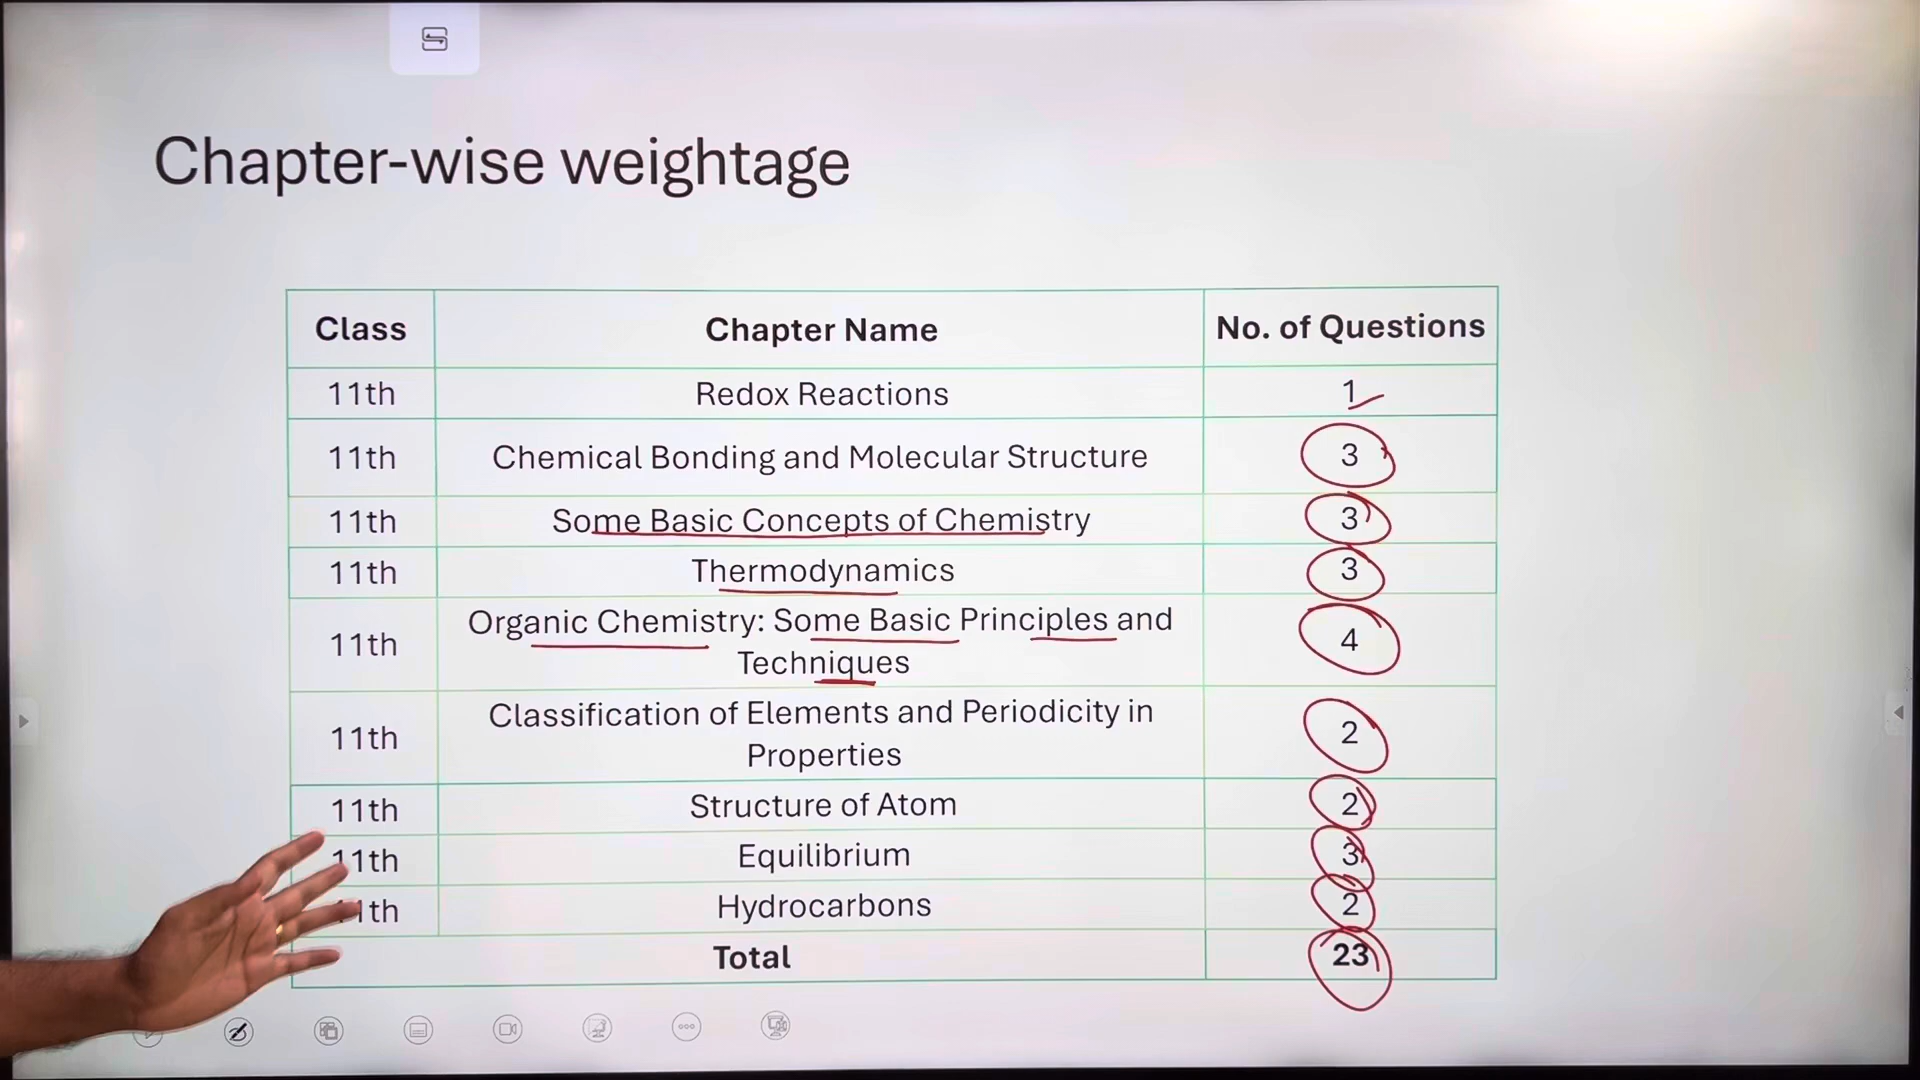 Chapter-wise weightage
Class Chapter Name No. of Questions
11th Redox Reactions 1
11th Chemical Bonding and Molecular Structure 3
11th Some Basic Concepts of Chemistry 3
11th Thermodynamics 3
11th Organic Chemistry: Some Basic Principles and
Techniques 4
11th Classification of Elements and Periodicity in
Properties 2
11th Structure of Atom 2
11th Equilibrium 3
11th Hydrocarbons 2
Total 23